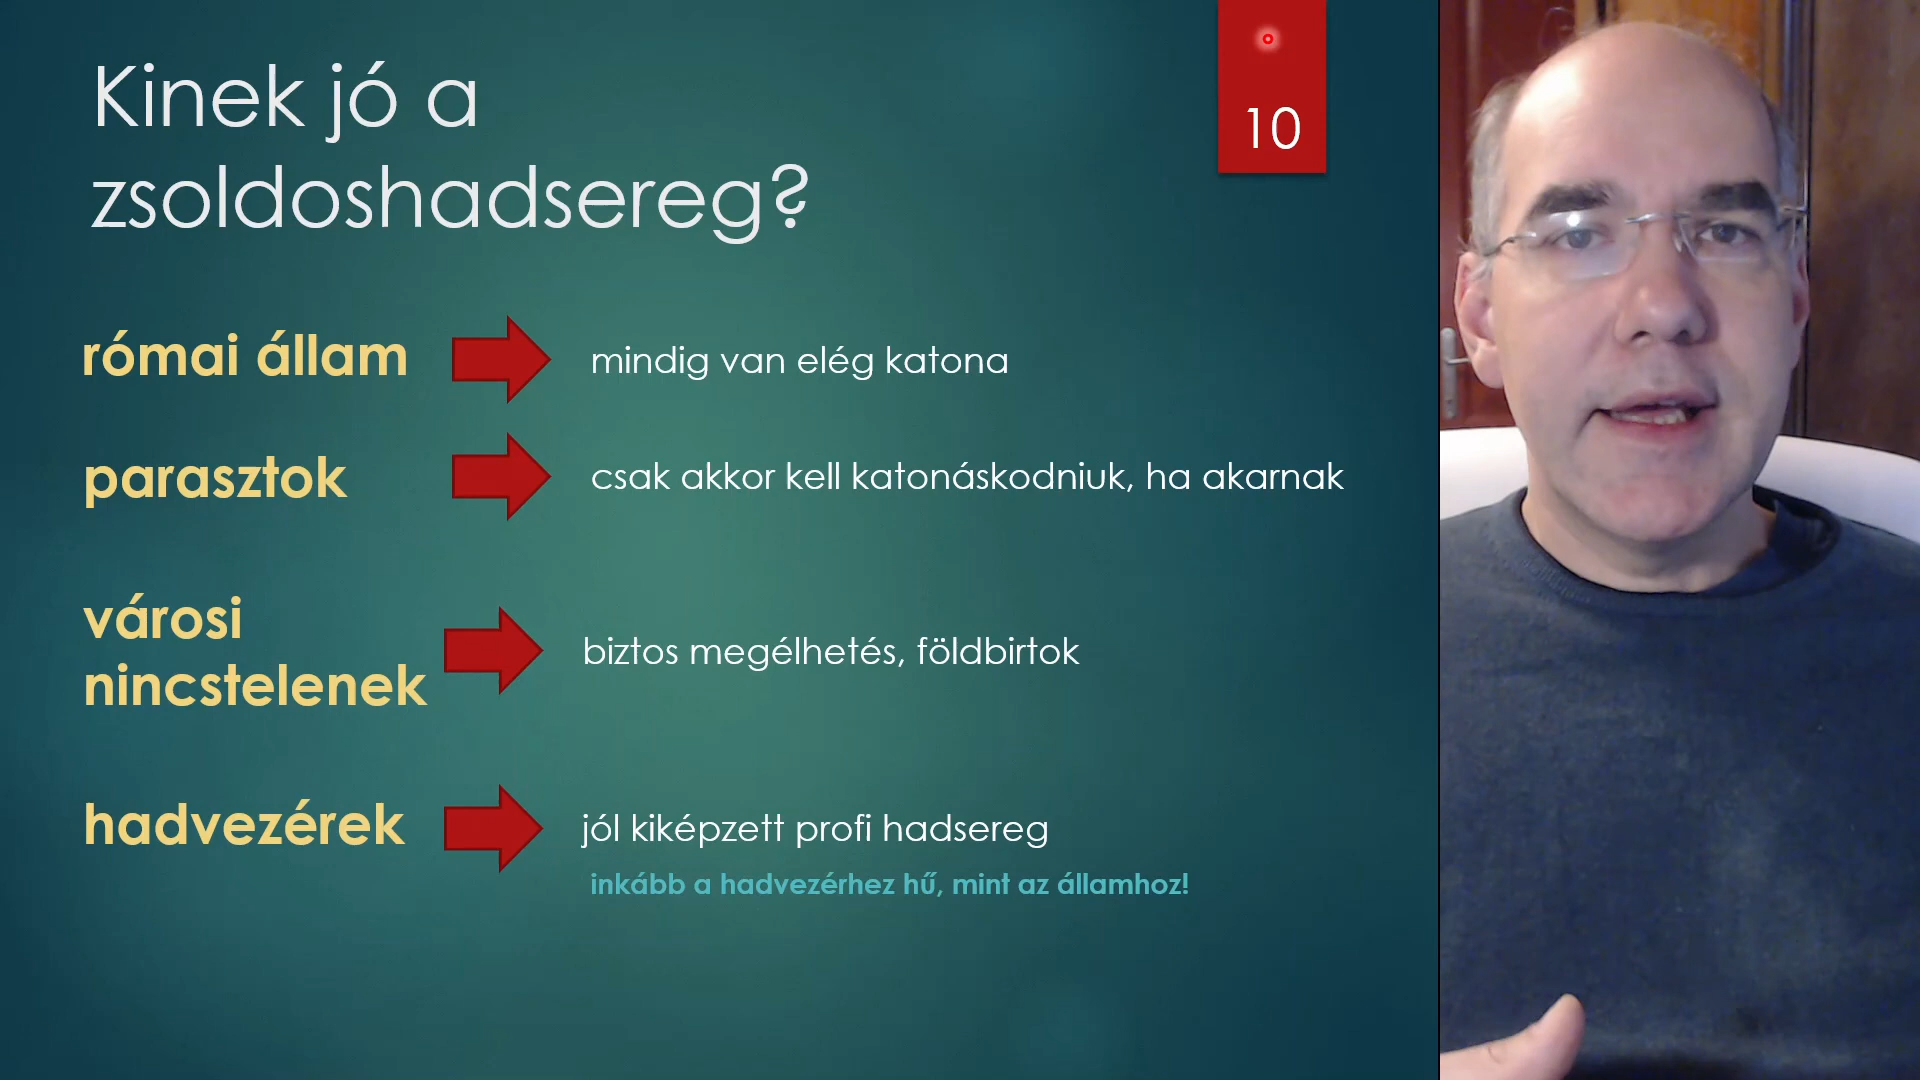 Kinek jó a
zsoldoshadsereg?
10
római állam
mindig van elég katona
parasztok
csak akkor kell katonáskodniuk, ha akarnak
városi
nincstelenek
biztos megélhetés, földbirtok
hadvezérek
jól kiképzett profi hadsereg
inkább a hadvezérhez hű, mint az államhoz!